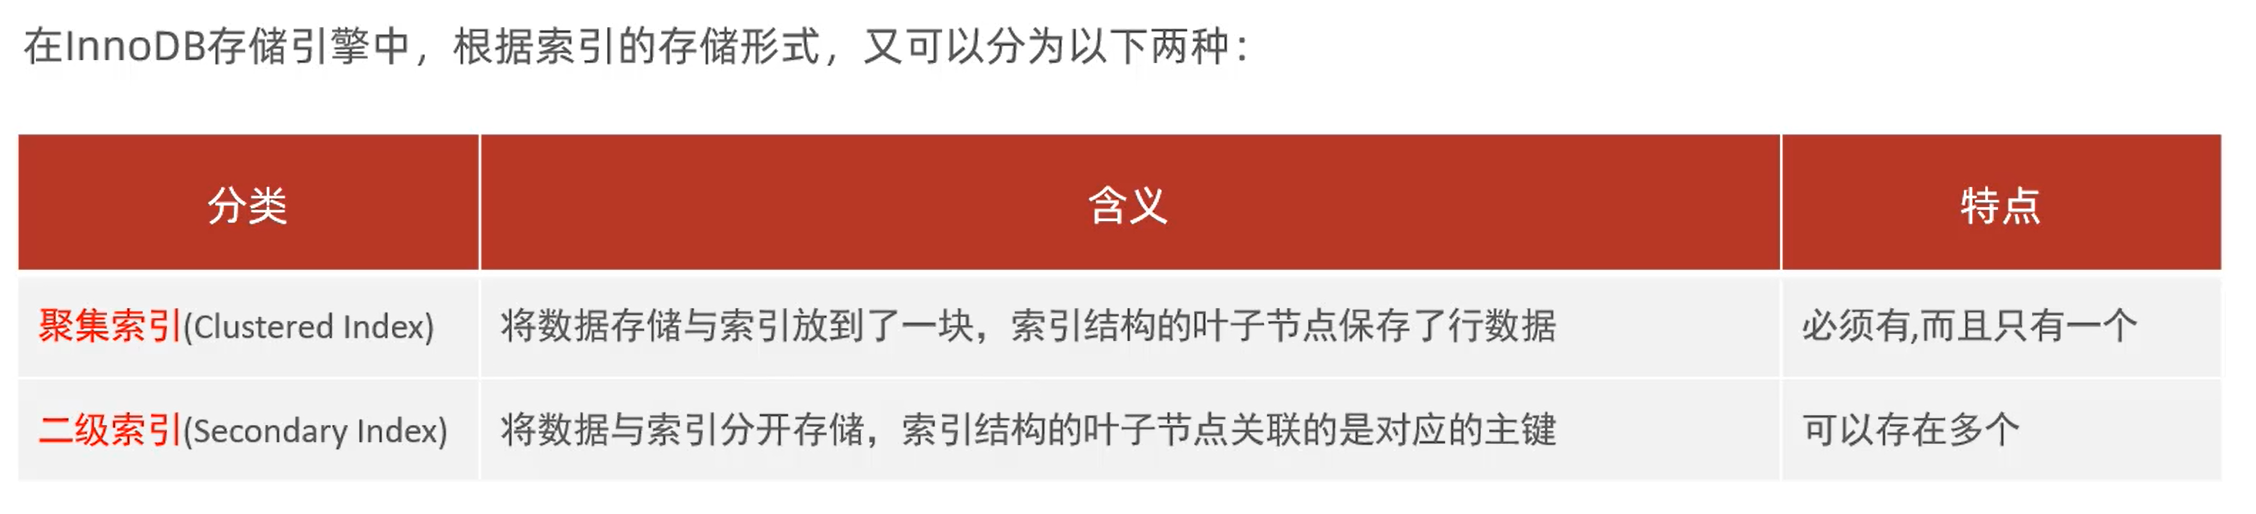 在InnoDB存储引擎中，根据索引的存储形式，又可以分为以下两种：
分类 含义 特点
聚集索引(Clustered Index) 将数据存储与索引放到了一块，索引结构的叶子节点保存了行数据 必须有,而且只有一个
二级索引(Secondary Index) 将数据与索引分开存储，索引结构的叶子节点关联的是对应的主键 可以存在多个